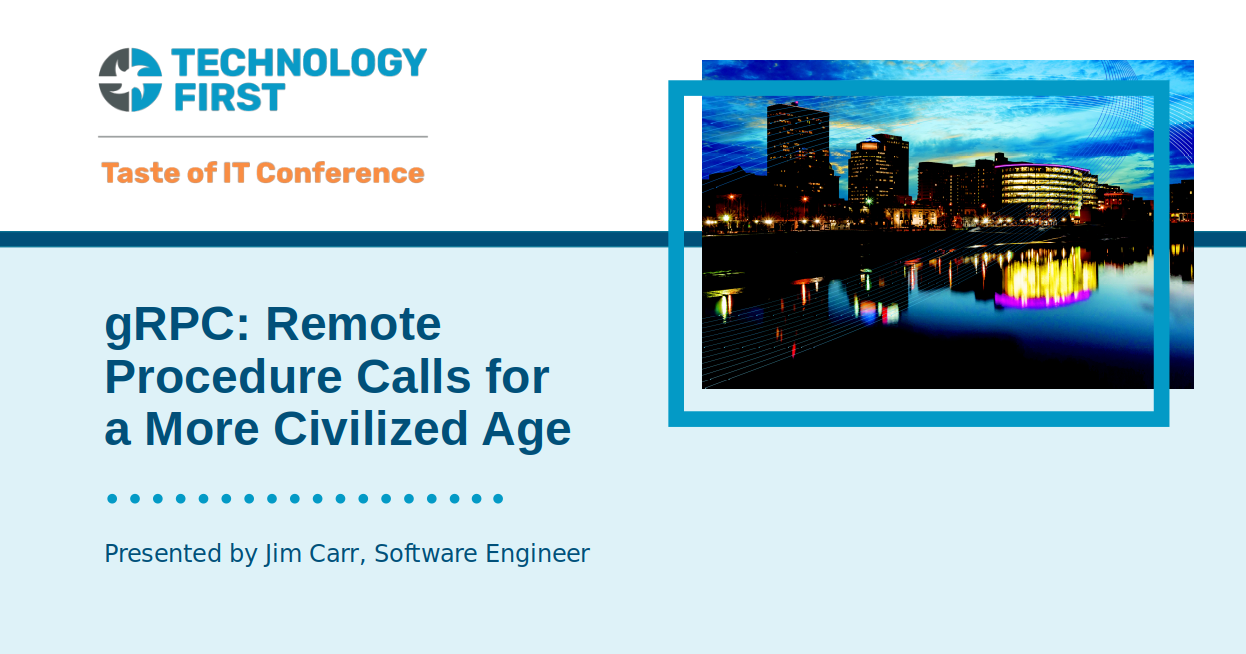 TECHNOLOGY
FIRST
Taste of IT Conference
gRPC: Remote
Procedure Calls for
a More Civilized Age
Presented by Jim Carr, Software Engineer